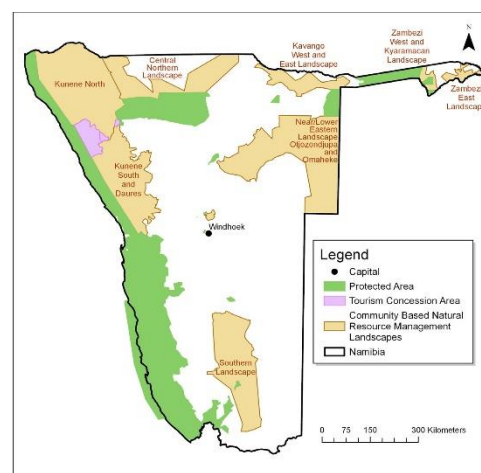 Kunene North
Central
Northern
Landscape
Kavango
West and
East Landscape
Zambezi
West and
Kyaramacan
Landscape
N
Zambezi
East
Landscape
Near/Lower
Eastern
Landscape
Otjozondjupa
and
Omaheke
Kunene
South
and
Daures
Windhoek
Southern
Landscape
Legend
Capital
Protected Area
Tourism Concession Area
Community Based Natural
Resource Management
Landscapes
Namibia
0 75 150 300 Kilometers